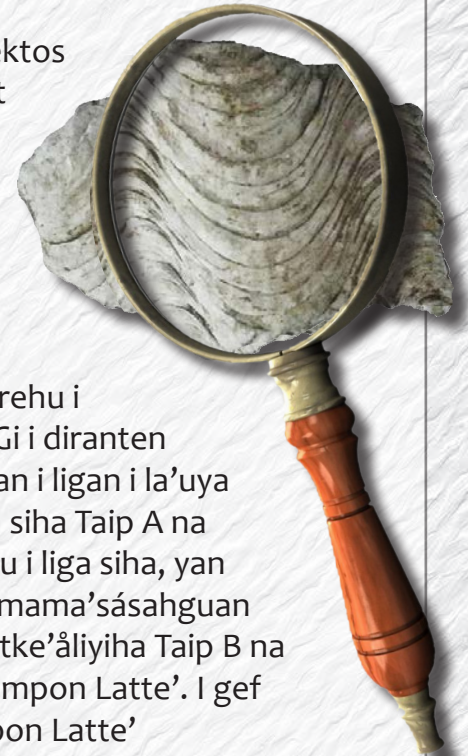 ektos
t
rehu i
Gi i diranten
an i ligan i la'uya
siha Taip A na
u i liga siha, yan
mama'sásahguan
tke'åliyiha Taip B na
mpon Latte'. I gef
pon Latte'